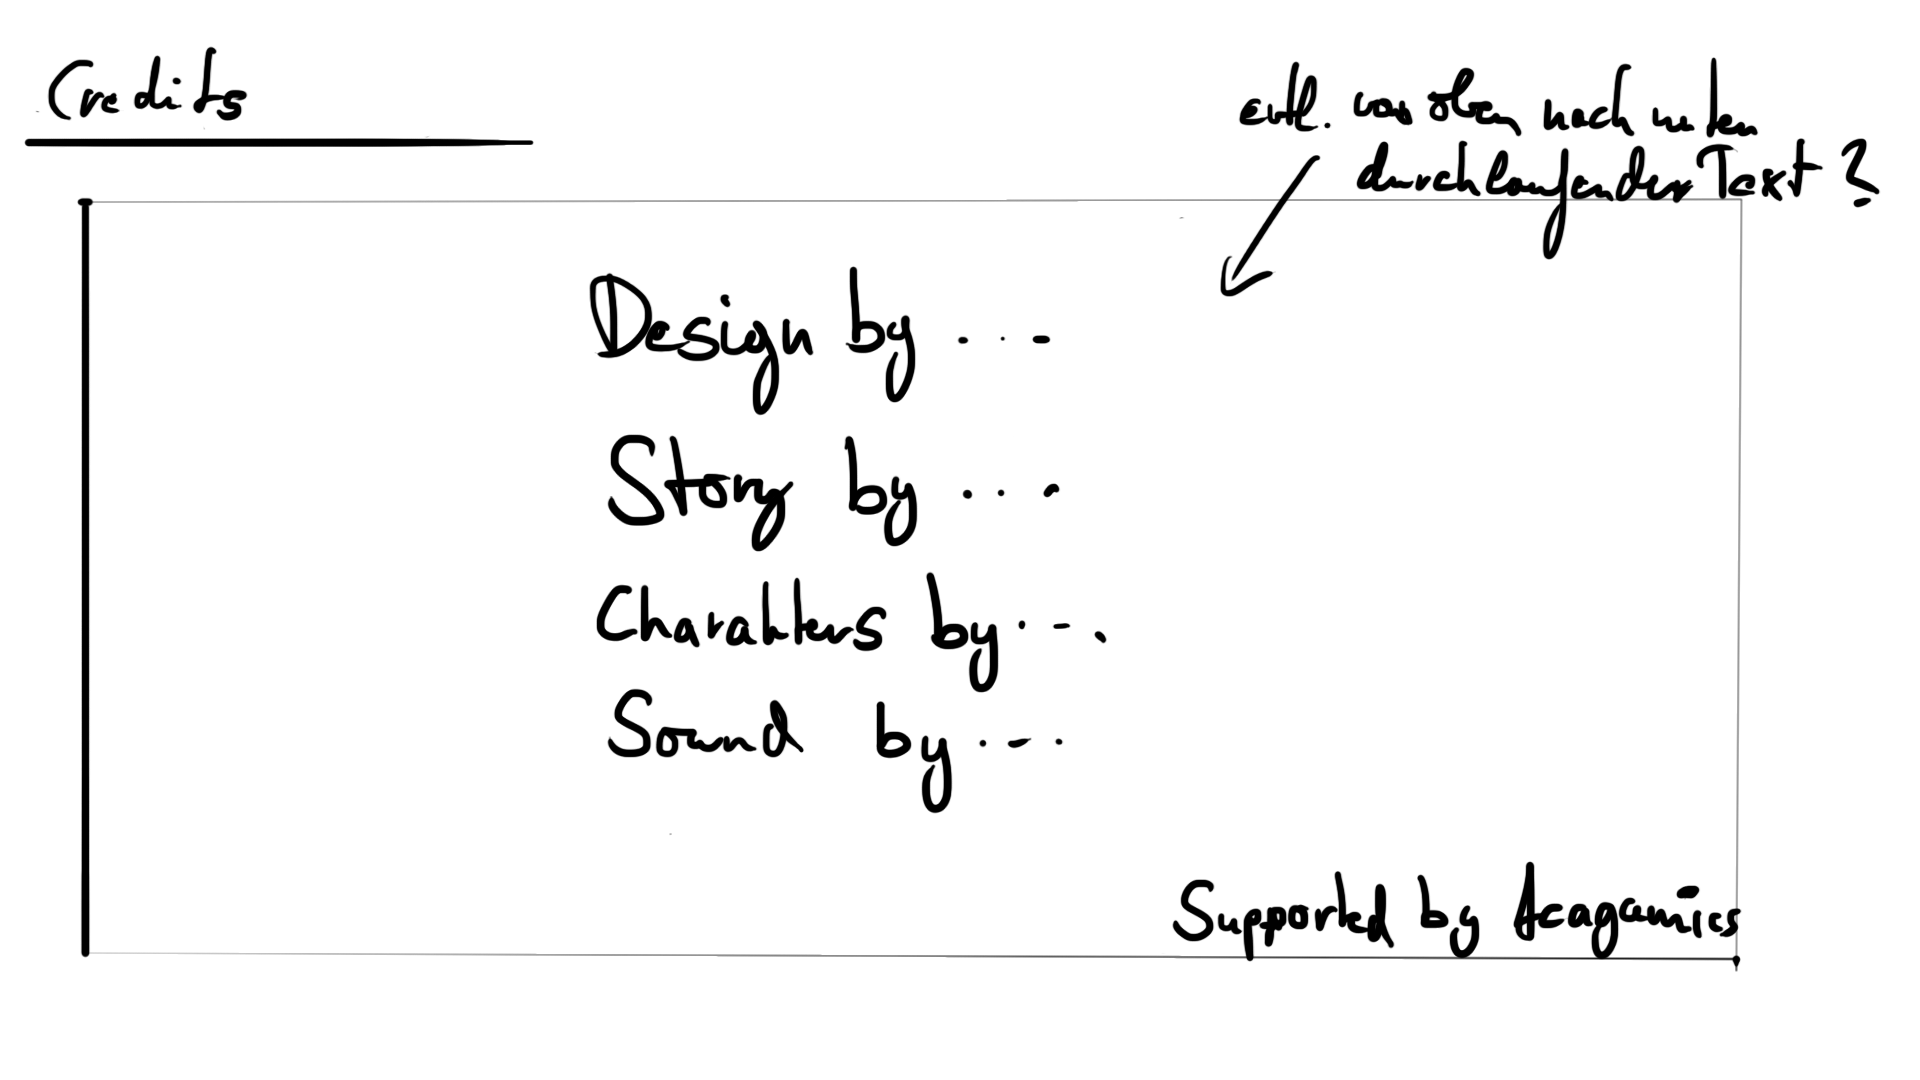 Credits
evtl. von oben nach unten
durchlaufender Text?
Design by ...
Story by ...
Charakters by ...
Sound by ...
Supported by Acagamics